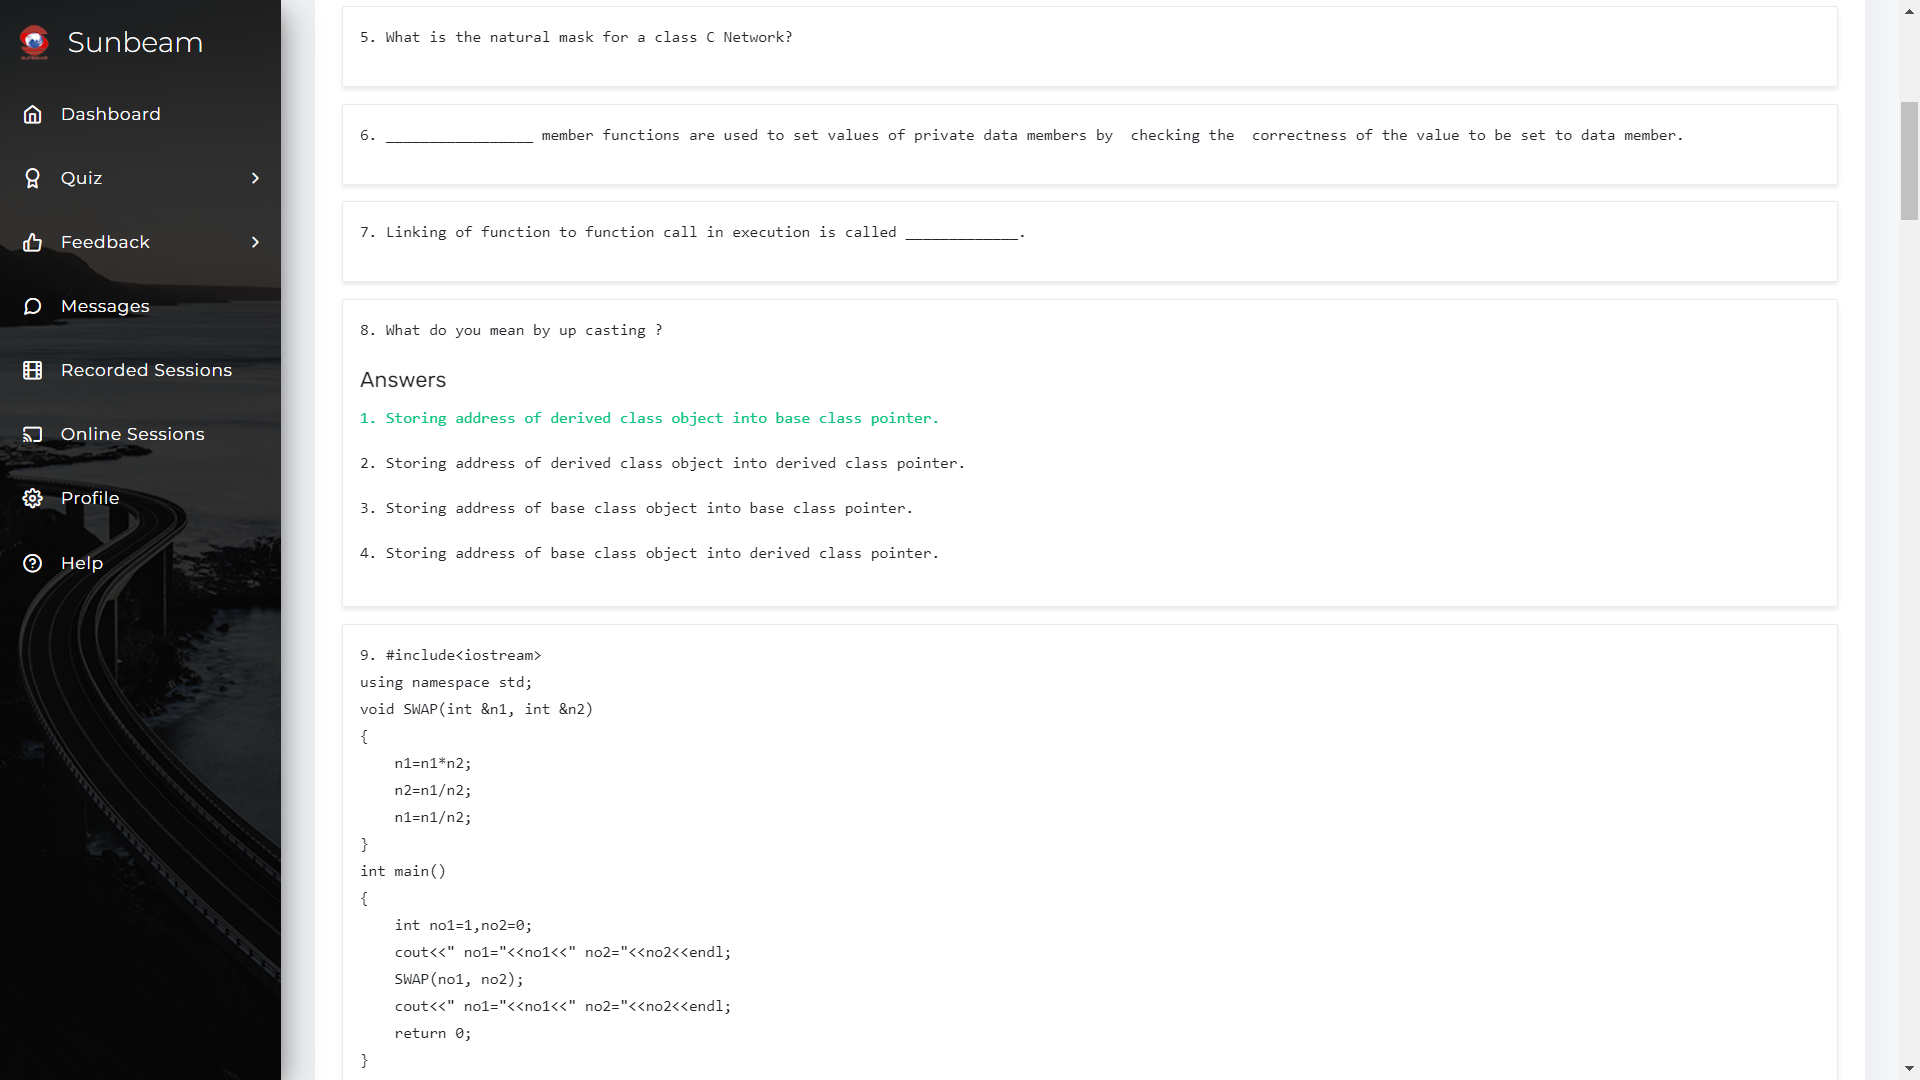 Sunbeam
Dashboard
Quiz
Feedback
Messages
Recorded Sessions
Online Sessions
Profile
Help
5. What is the natural mask for a class C Network?
6. _________________ member functions are used to set values of private data members by  checking the  correctness of the value to be set to data member.
7. Linking of function to function call in execution is called _____________.
8. What do you mean by up casting ?
Answers
1. Storing address of derived class object into base class pointer.
2. Storing address of derived class object into derived class pointer.
3. Storing address of base class object into base class pointer.
4. Storing address of base class object into derived class pointer.
9. #include<iostream>
using namespace std;
void SWAP(int &n1, int &n2)
{
    n1=n1*n2;
    n2=n1/n2;
    n1=n1/n2;
}
int main()
{
    int no1=1,no2=0;
    cout<<" no1="<<no1<<" no2="<<no2<<endl;
    SWAP(no1, no2);
    cout<<" no1="<<no1<<" no2="<<no2<<endl;
    return 0;
}